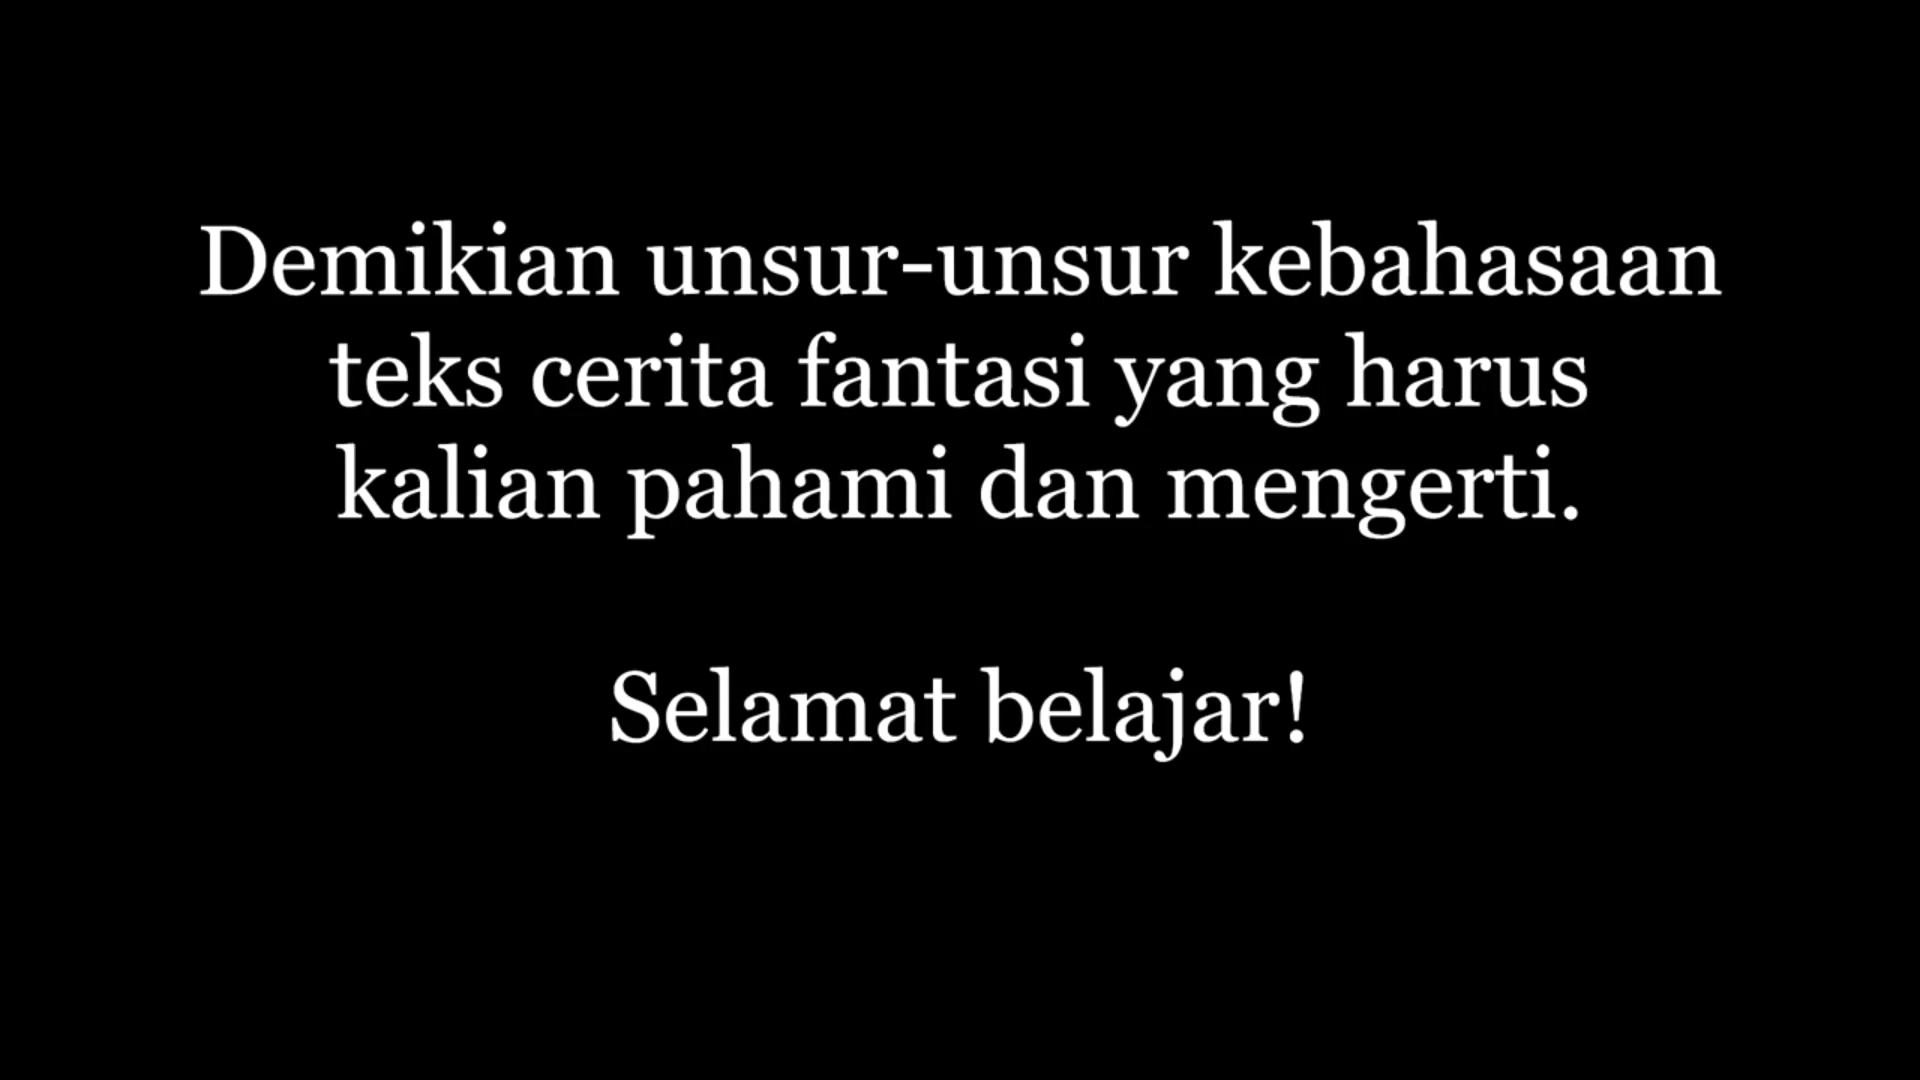 Demikian unsur-unsur kebahasaan
teks cerita fantasi yang harus
kalian pahami dan mengerti.
Selamat belajar!